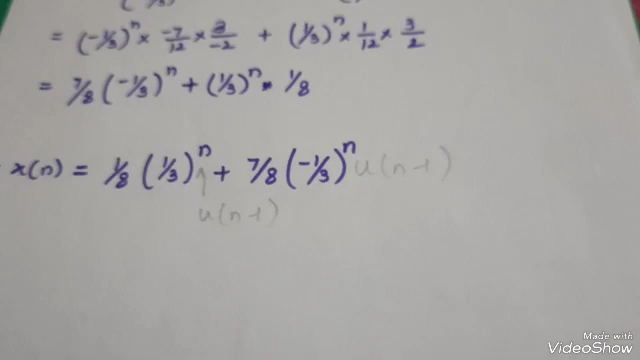 = (-1/3)^n × -7/12 × 3/-2 + (1/3)^n × 1/12 × 3/2
= 7/8 (-1/3)^n + (1/3)^n · 1/8
x(n) = 1/8 (1/3)^n + 7/8 (-1/3)^n u(n-1)
u(n-1)
Made with
VideoShow